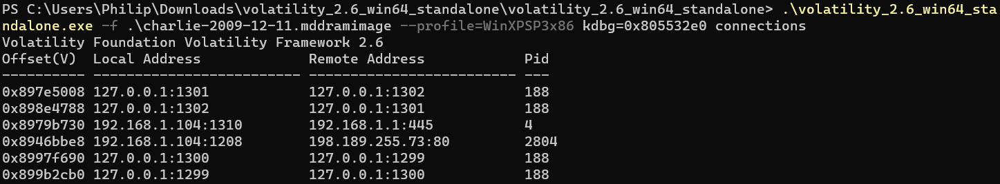 PS C:\Users\Philip\Downloads\volatility_2.6_win64_standalone\volatility_2.6_win64_standalone> .\volatility_2.6_win64_sta
ndalone.exe -f .\charlie-2009-12-11.mddramimage --profile=WinXPSP3x86 kdbg=0x805532e0 connections
Volatility Foundation Volatility Framework 2.6
Offset(V)  Local Address             Remote Address            Pid
---------- ------------------------- ------------------------- ---
0x897e5008 127.0.0.1:1301            127.0.0.1:1302            188
0x898e4788 127.0.0.1:1302            127.0.0.1:1301            188
0x8979b730 192.168.1.104:1310        192.168.1.1:445           4
0x8946bbe8 192.168.1.104:1208        198.189.255.73:80         2804
0x8997f690 127.0.0.1:1300            127.0.0.1:1299            188
0x899b2cb0 127.0.0.1:1299            127.0.0.1:1300            188